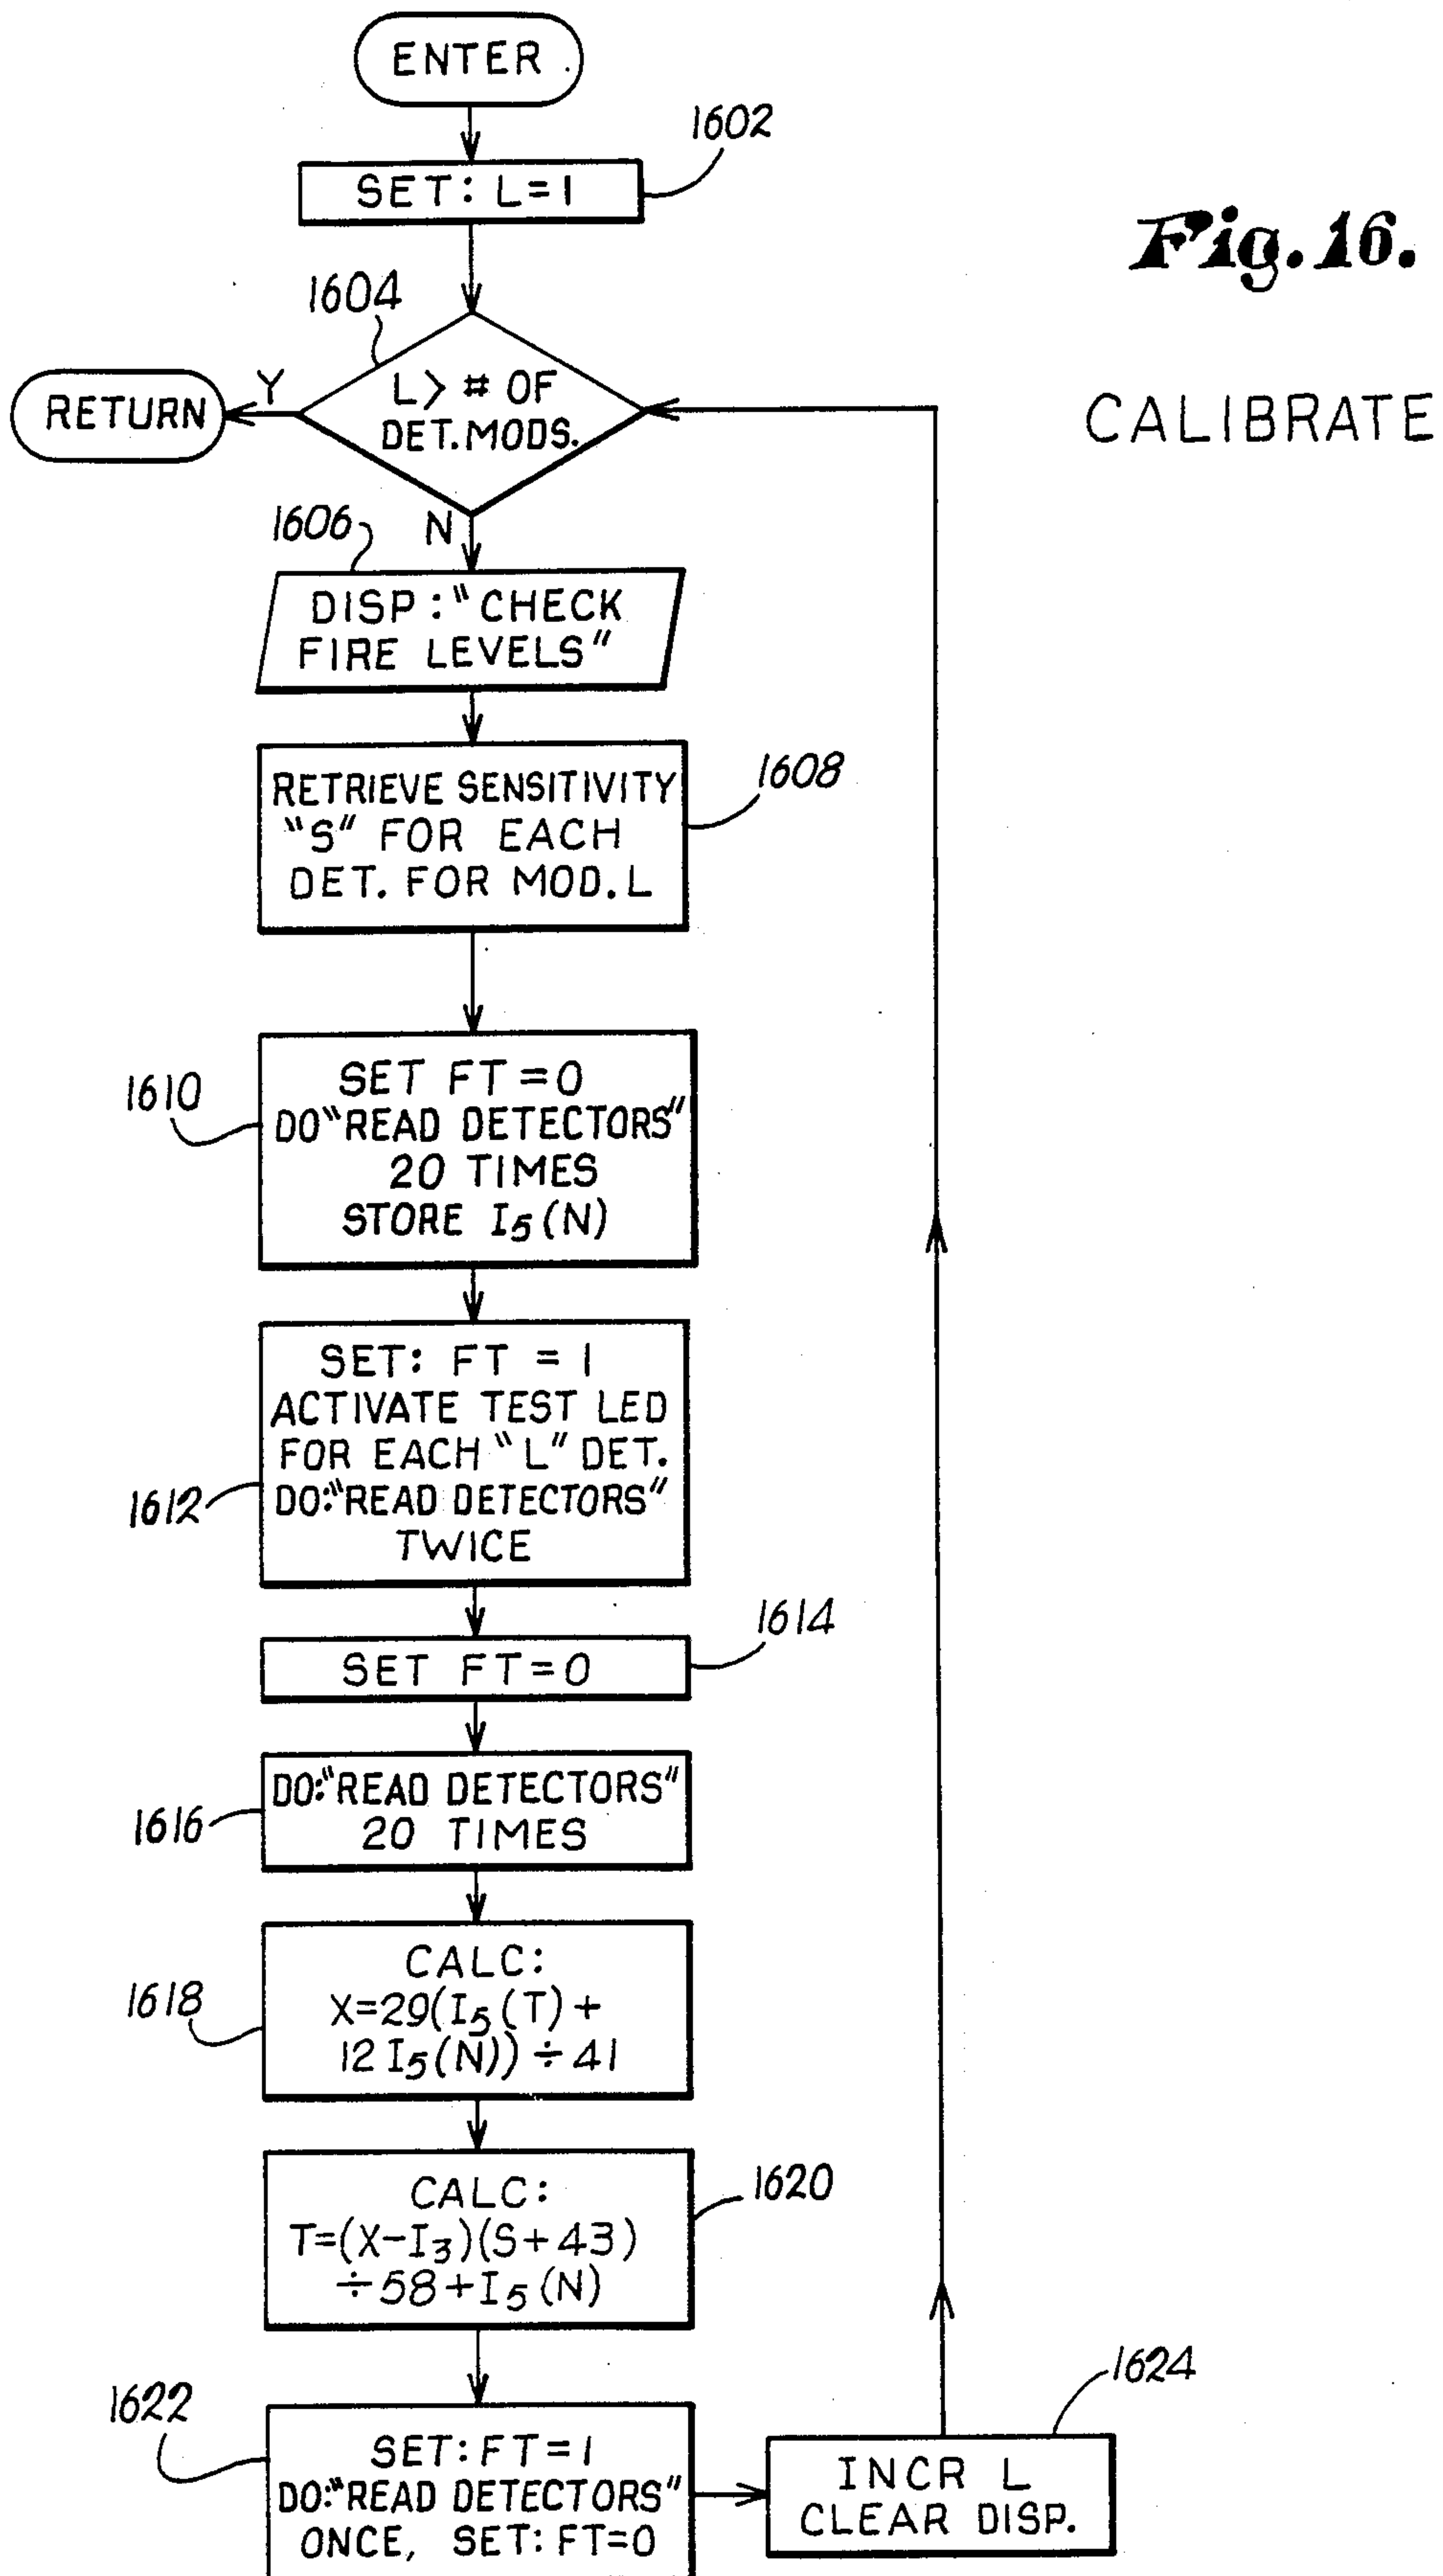 ENTER
1602
SET: L=1
Fig. 16.
1604
L > # OF
DET. MODS.
Y
RETURN
CALIBRATE
N
1606
DISP: "CHECK
FIRE LEVELS"
1608
RETRIEVE SENSITIVITY
"S" FOR EACH
DET. FOR MOD. L
1610
SET FT = 0
DO "READ DETECTORS"
20 TIMES
STORE I5(N)
1612
SET: FT = 1
ACTIVATE TEST LED
FOR EACH "L" DET.
DO: "READ DETECTORS"
TWICE
1614
SET FT=0
1616
DO: "READ DETECTORS"
20 TIMES
1618
CALC:
X=29(I5(T)+
12 I5(N)) ÷ 41
1620
CALC:
T=(X-I3)(S+43)
÷58+I5(N)
1622
SET: FT=1
DO: "READ DETECTORS"
ONCE, SET: FT=0
1624
INCR L
CLEAR DISP.